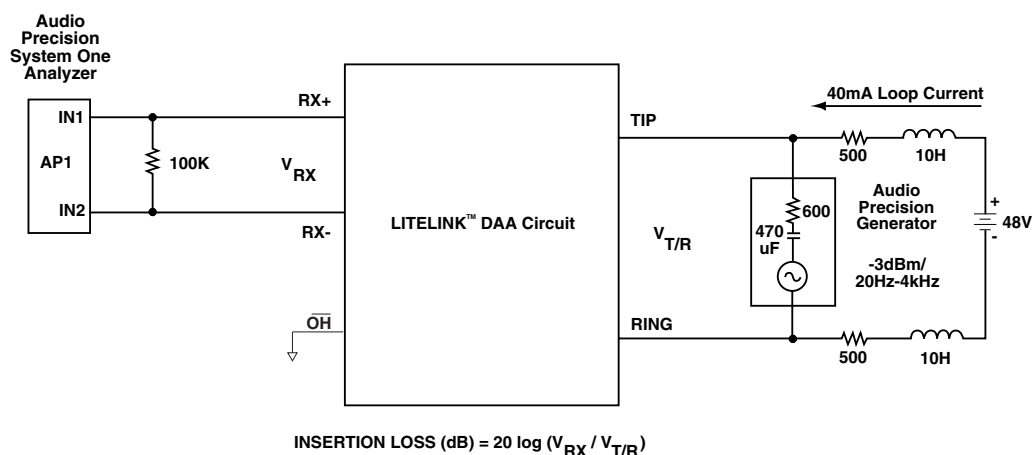 Audio
Precision
System One
Analyzer
IN1
AP1
IN2
100K
RX+
V RX
RX-
OH
LITELINK™ DAA Circuit
TIP
V T/R
RING
40mA Loop Current
500
10H
600
470
uF
Audio
Precision
Generator
-3dBm/
20Hz-4kHz
+
48V
-
500
10H
INSERTION LOSS (dB) = 20 log (V RX / V T/R)